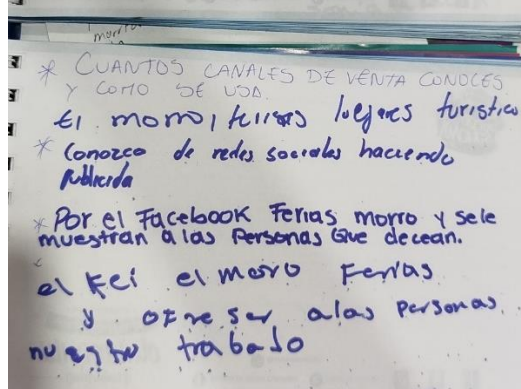 * CUANTOS CANALES DE VENTA CONOCES
Y COMO SE USA.
El morro, ferias lugares turistico
* Conozco de redes sociales haciendo
Publicida
* Por el Facebook Ferias morro y sele
muestran a las Personas Que decean.
el Fei el moro Ferias
y ofreser a las personas
nuestro trabajo